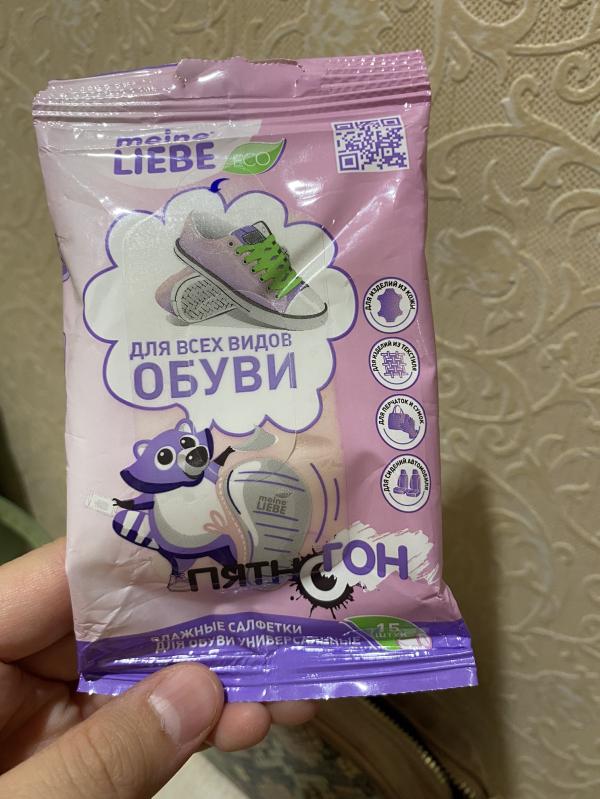 meine
LIEBE
ECO
ДЛЯ ВСЕХ ВИДОВ
ОБУВИ
ДЛЯ ИЗДЕЛИЙ ИЗ КОЖИ
ДЛЯ ИЗДЕЛИЙ ИЗ ТЕКСТИЛЯ
ДЛЯ ПЕРЧАТОК И СУМОК
ДЛЯ СИДЕНИЙ АВТОМОБИЛЯ
meine
LIEBE
ПЯТНОГОН
ВЛАЖНЫЕ САЛФЕТКИ
ДЛЯ ОБУВИ УНИВЕРСАЛЬНЫЕ
15
ШТУК